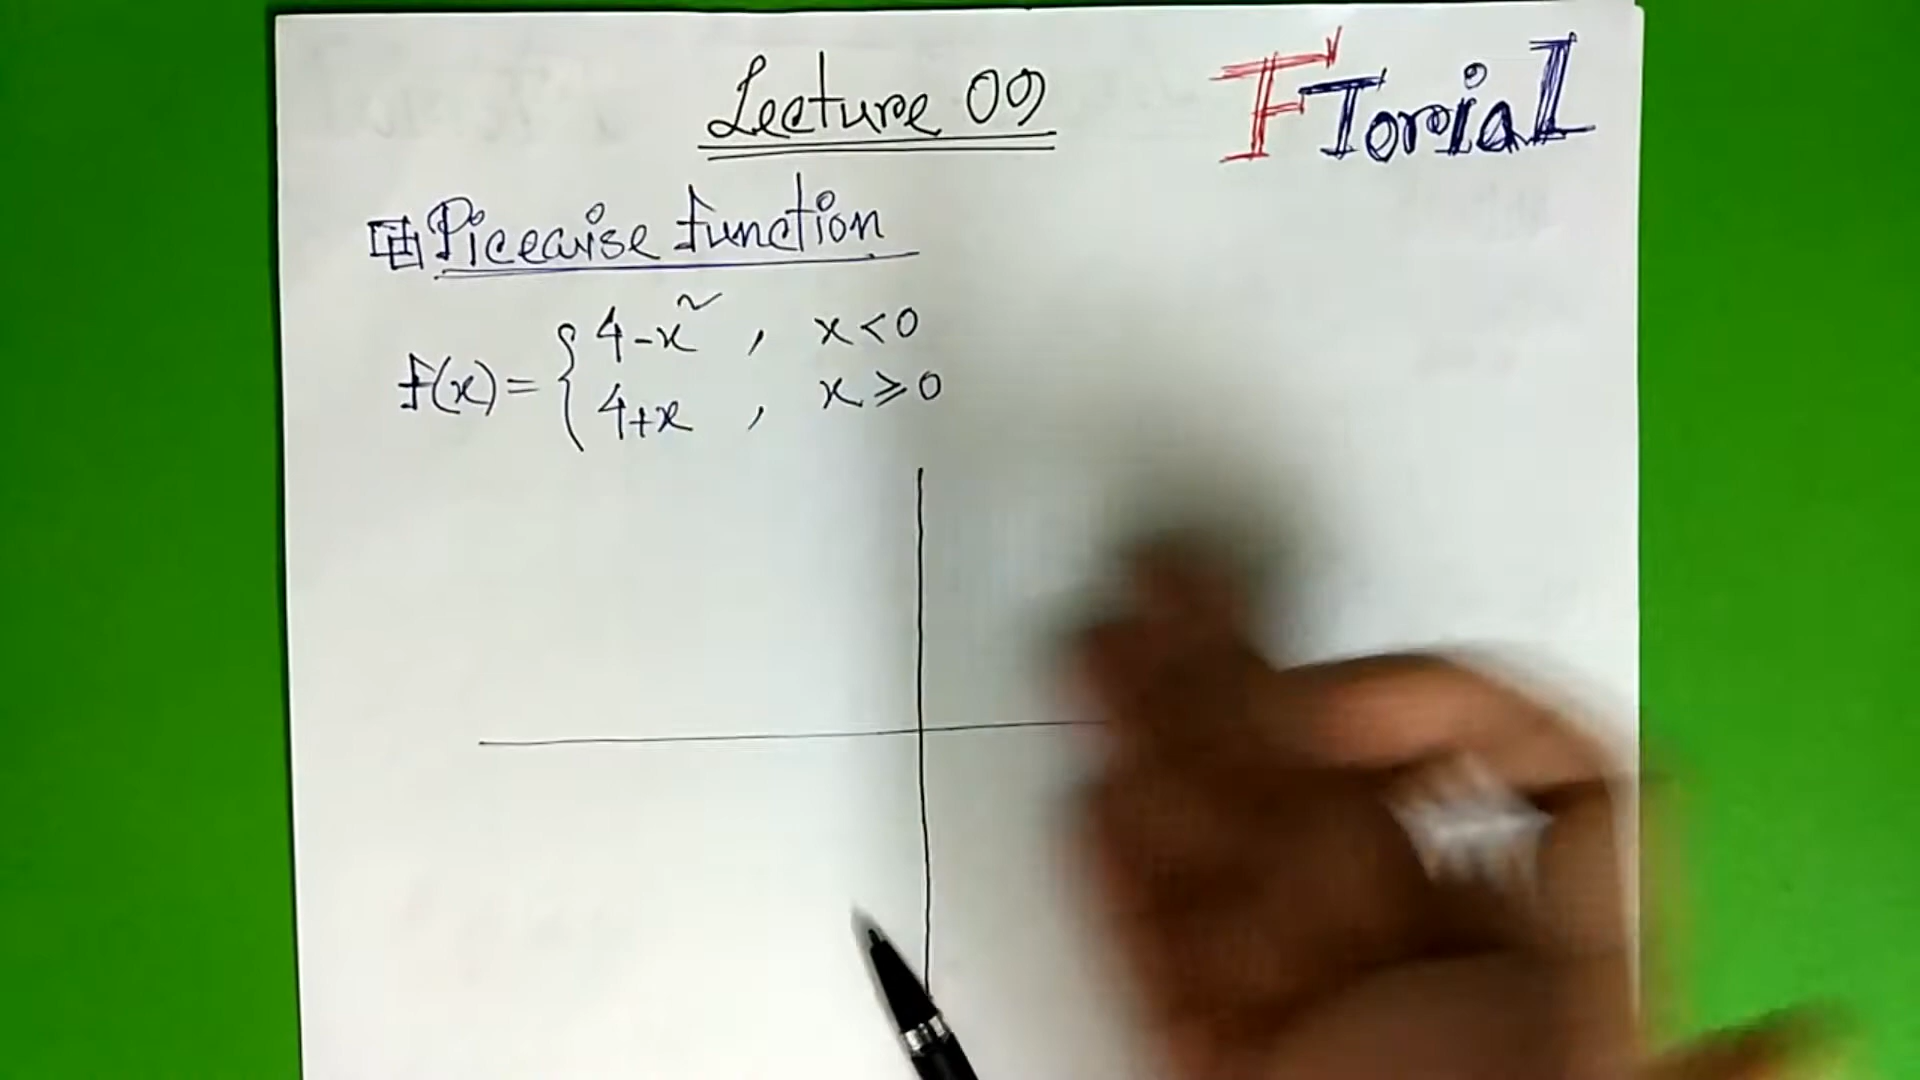 Lecture 09
FTorial
Picewise function
f(x) = { 4-x² , x<0
4+x , x⩾0